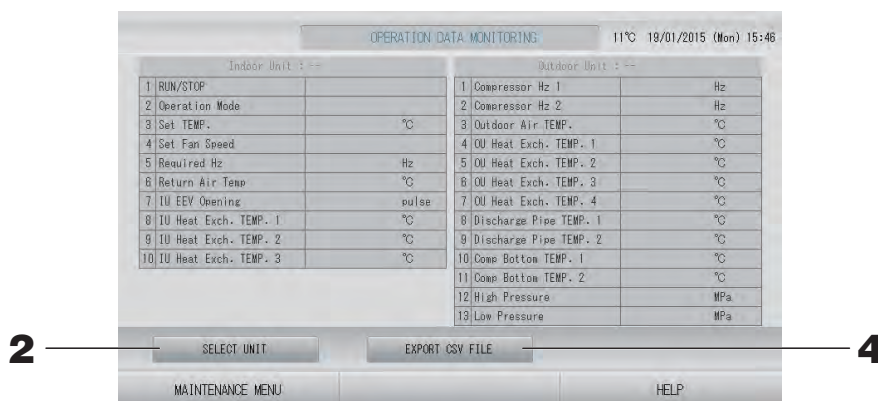 OPERATION DATA MONITORING 11℃ 19/01/2015 (Mon) 15:46
Indoor Unit : --
1 RUN/STOP
2 Operation Mode
3 Set TEMP. ℃
4 Set Fan Speed
5 Required Hz Hz
6 Return Air Temp ℃
7 IU EEV Opening pulse
8 IU Heat Exch. TEMP. 1 ℃
9 IU Heat Exch. TEMP. 2 ℃
10 IU Heat Exch. TEMP. 3 ℃
Outdoor Unit : --
1 Compressor Hz 1 Hz
2 Compressor Hz 2 Hz
3 Outdoor Air TEMP. ℃
4 OU Heat Exch. TEMP. 1 ℃
5 OU Heat Exch. TEMP. 2 ℃
6 OU Heat Exch. TEMP. 3 ℃
7 OU Heat Exch. TEMP. 4 ℃
8 Discharge Pipe TEMP. 1 ℃
9 Discharge Pipe TEMP. 2 ℃
10 Comp Bottom TEMP. 1 ℃
11 Comp Bottom TEMP. 2 ℃
12 High Pressure MPa
13 Low Pressure MPa
2 SELECT UNIT EXPORT CSV FILE 4
MAINTENANCE MENU HELP